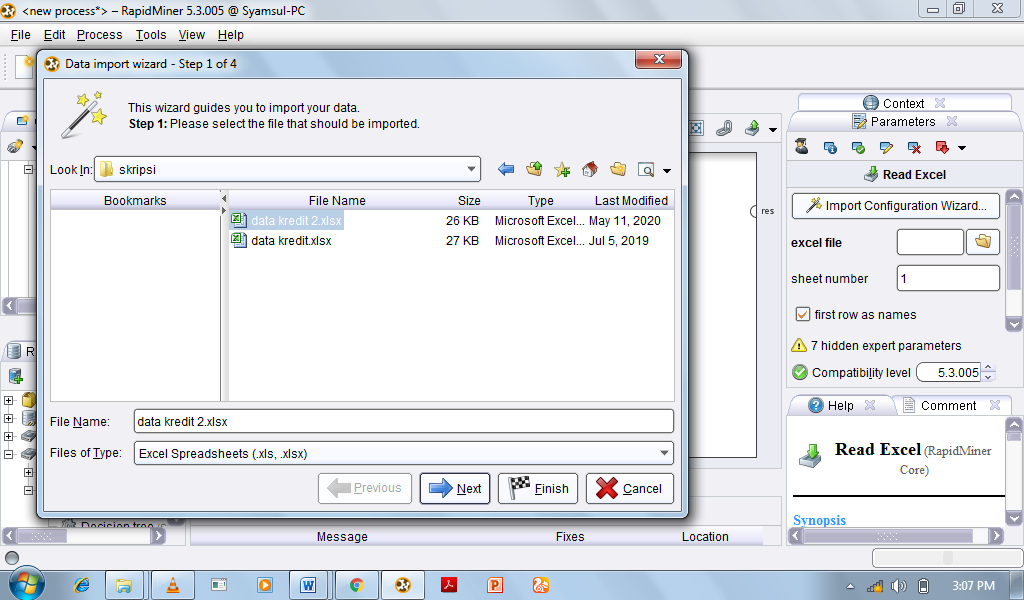 <new process*> – RapidMiner 5.3.005 @ Syamsul-PC
File Edit Process Tools View Help
Data import wizard - Step 1 of 4
This wizard guides you to import your data.
Step 1: Please select the file that should be imported.
Look In: skripsi
Bookmarks File Name Size Type Last Modified
data kredit 2.xlsx 26 KB Microsoft Excel... May 11, 2020
data kredit.xlsx 27 KB Microsoft Excel... Jul 5, 2019
File Name: data kredit 2.xlsx
Files of Type: Excel Spreadsheets (.xls, .xlsx)
Previous Next Finish Cancel
res
Context
Parameters
Read Excel
Import Configuration Wizard...
excel file
sheet number 1
first row as names
7 hidden expert parameters
Compatibility level 5.3.005
Help Comment
Read Excel (RapidMiner
Core)
Synopsis
R
Decision tree
Message Fixes Location
3:07 PM